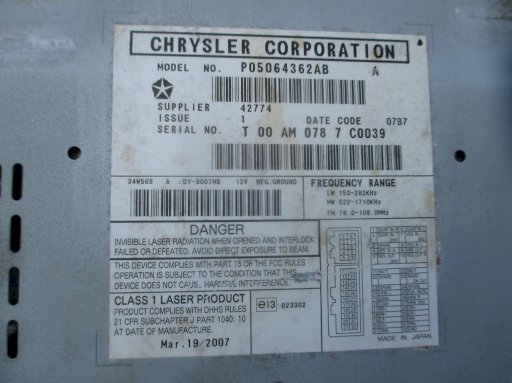 CHRYSLER CORPORATION
MODEL NO. P05064362AB A
SUPPLIER 42774
ISSUE 1 DATE CODE 0787
SERIAL NO. T 00 AM 078 7 C0039
34W568 A /DY-3007HB 12V NEG.GROUND
FREQUENCY RANGE
LW 153-282KHz
MW 522-1710KHz
FM 76.0-108.0MHz
DANGER
INVISIBLE LASER RADIATION WHEN OPENED AND INTERLOCK
FAILED OR DEFEATED. AVOID DIRECT EXPOSURE TO BEAM.
THIS DEVICE COMPLIES WITH PART 15 OF THE FCC RULES
OPERATION IS SUBJECT TO THE CONDITION THAT THIS
DEVICE DOES NOT CAUSE HARMFUL INTERFERENCE.
CLASS 1 LASER PRODUCT
PRODUCT COMPLIES WITH DHHS RULES
21 CFR SUBCHAPTER J PART 1040: 10
AT DATE OF MANUFACTURE.
Mar.19/2007
e13 023302
MADE IN JAPAN